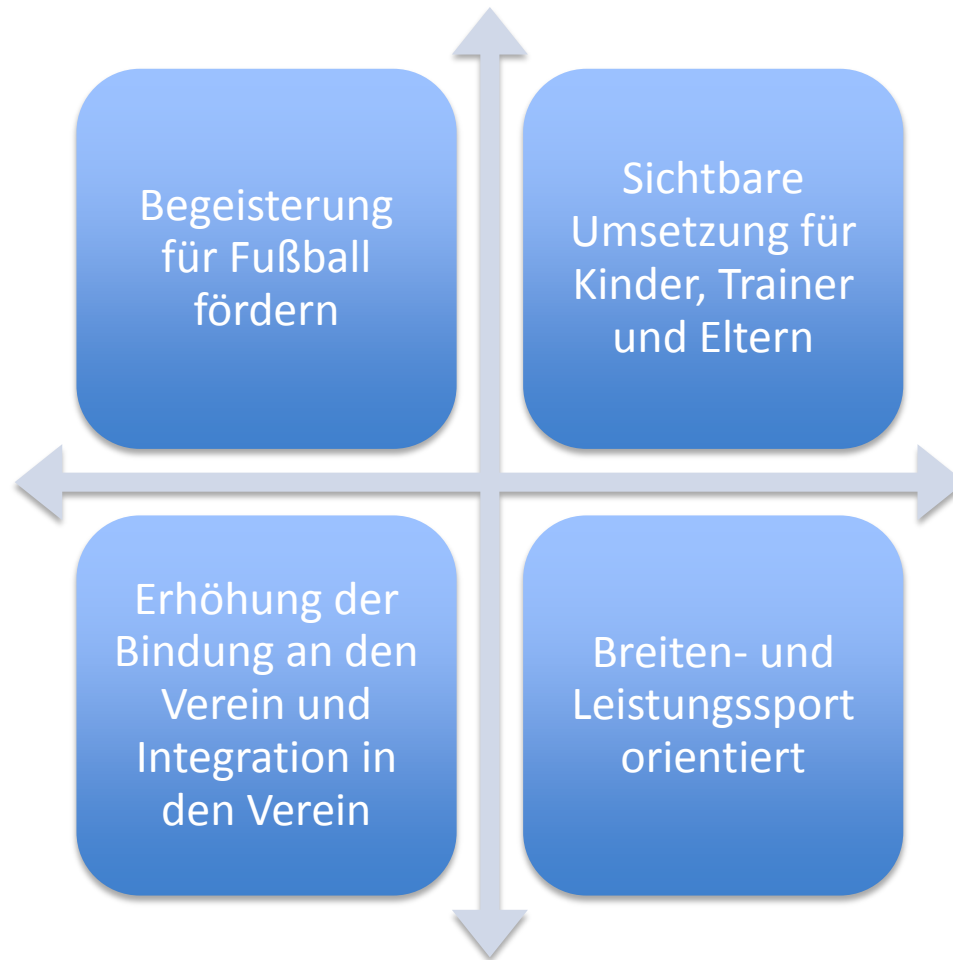 Begeisterung
für Fußball
fördern
Sichtbare
Umsetzung für
Kinder, Trainer
und Eltern
Erhöhung der
Bindung an den
Verein und
Integration in
den Verein
Breiten- und
Leistungssport
orientiert